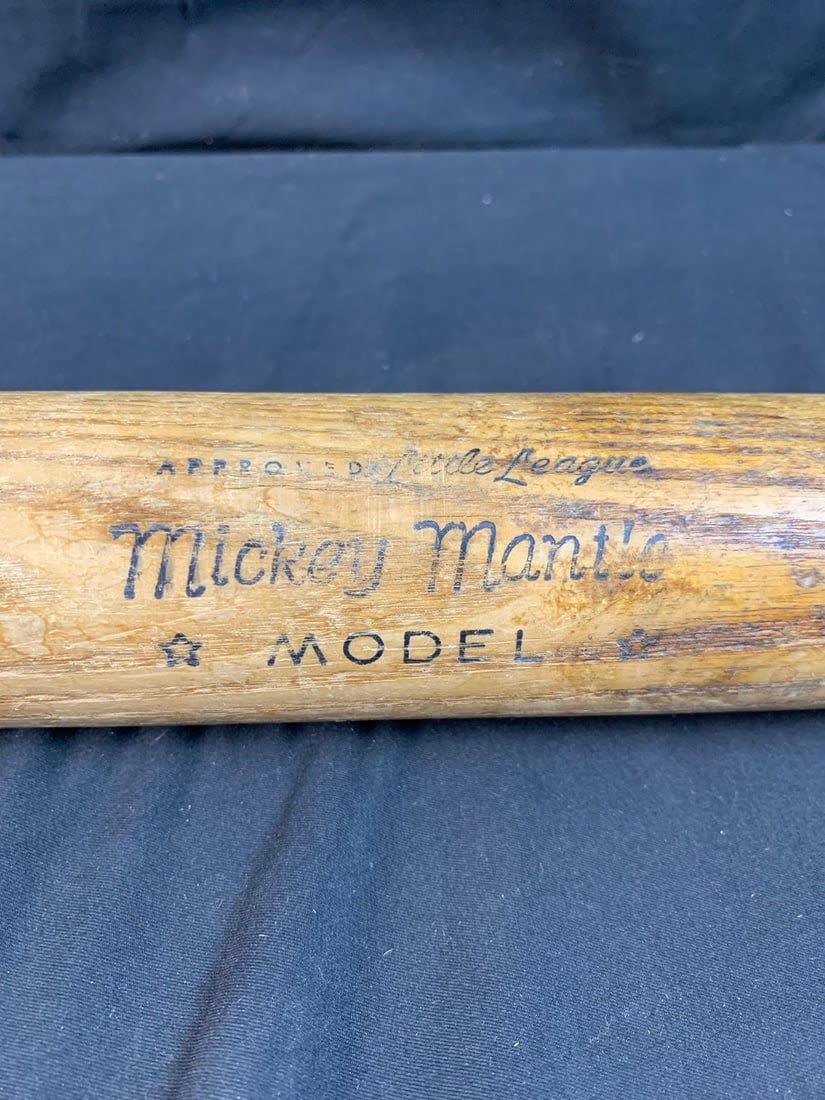 APPROVED Little League
Mickey Mantle
☆ MODEL ☆